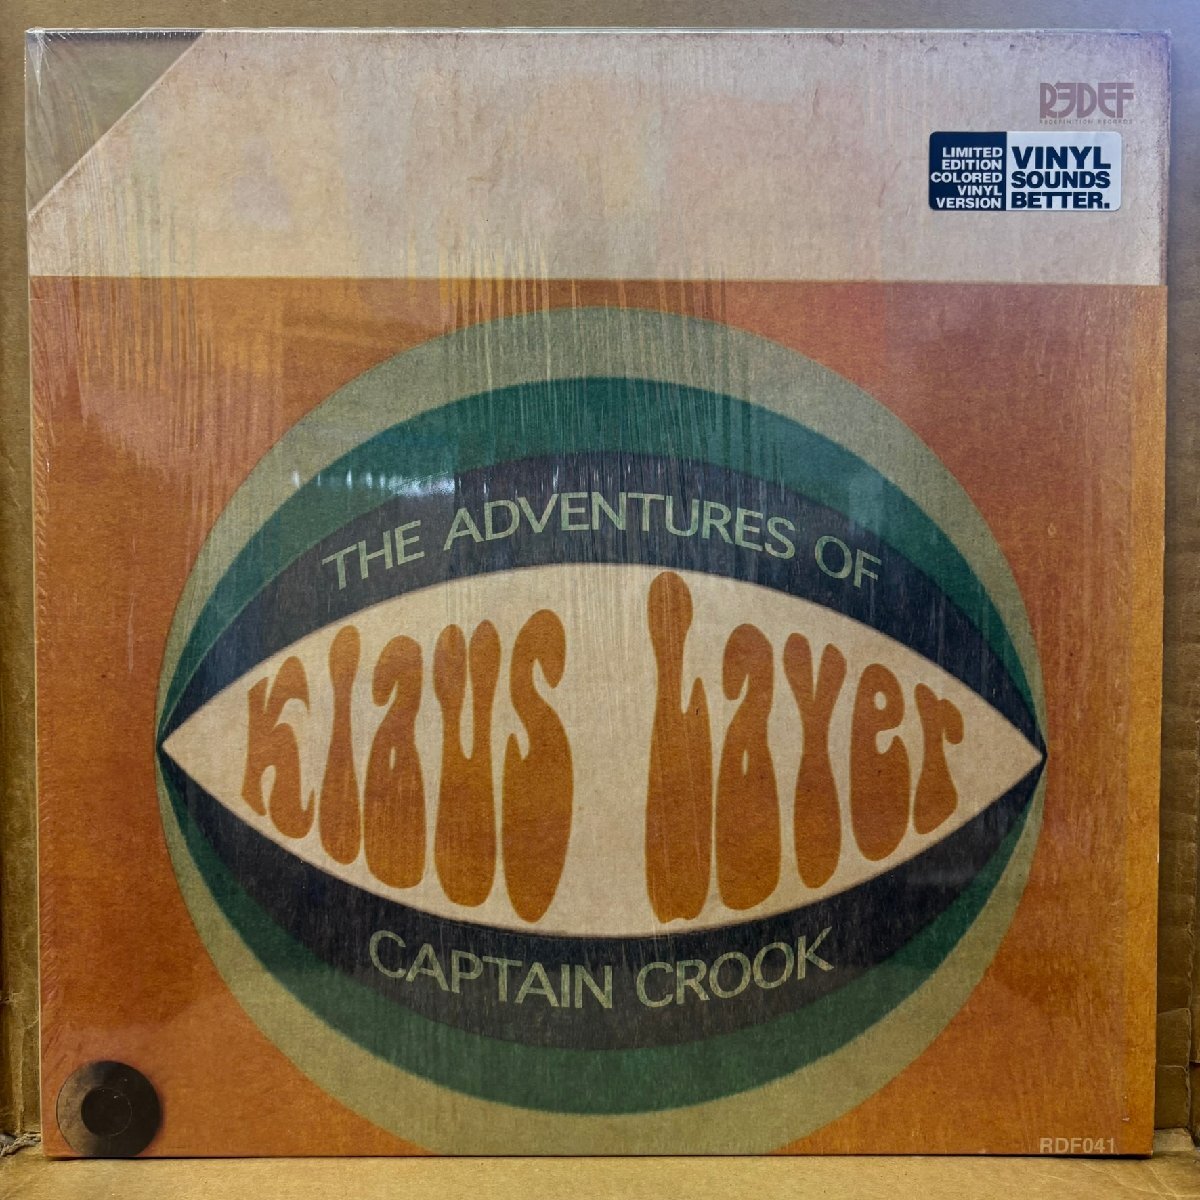 R3DEF
REDEFINITION RECORDS
LIMITED
EDITION
COLORED
VINYL
VERSION
VINYL
SOUNDS
BETTER.
THE ADVENTURES OF
Klaus Layer
CAPTAIN CROOK
RDF041